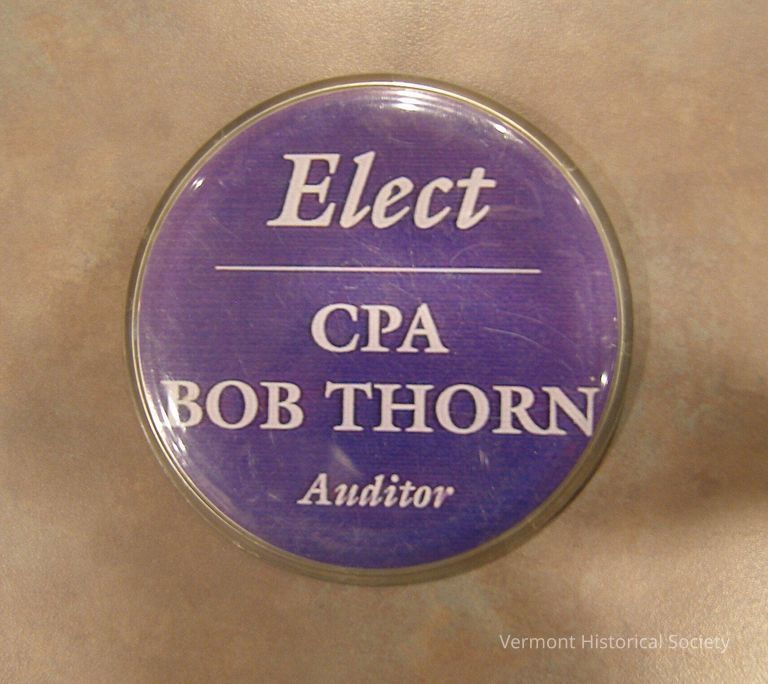 Elect
CPA
BOB THORN
Auditor
Vermont Historical Society